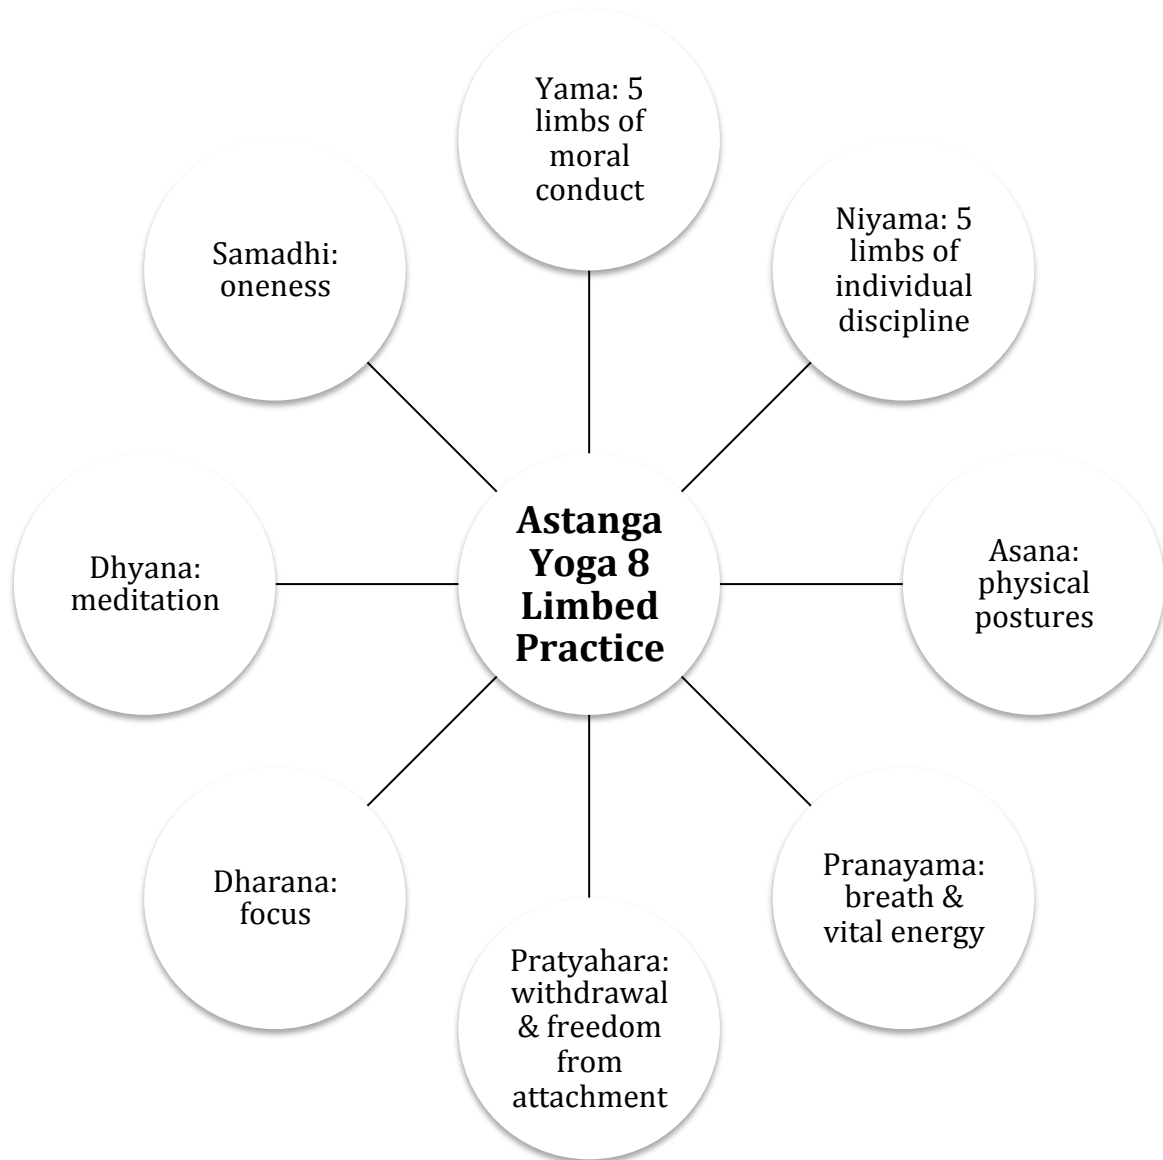 Yama: 5
limbs of
moral
conduct
Niyama: 5
limbs of
individual
discipline
Asana:
physical
postures
Pranayama:
breath &
vital energy
Pratyahara:
withdrawal
& freedom
from
attachment
Dharana:
focus
Dhyana:
meditation
Samadhi:
oneness
Astanga
Yoga 8
Limbed
Practice